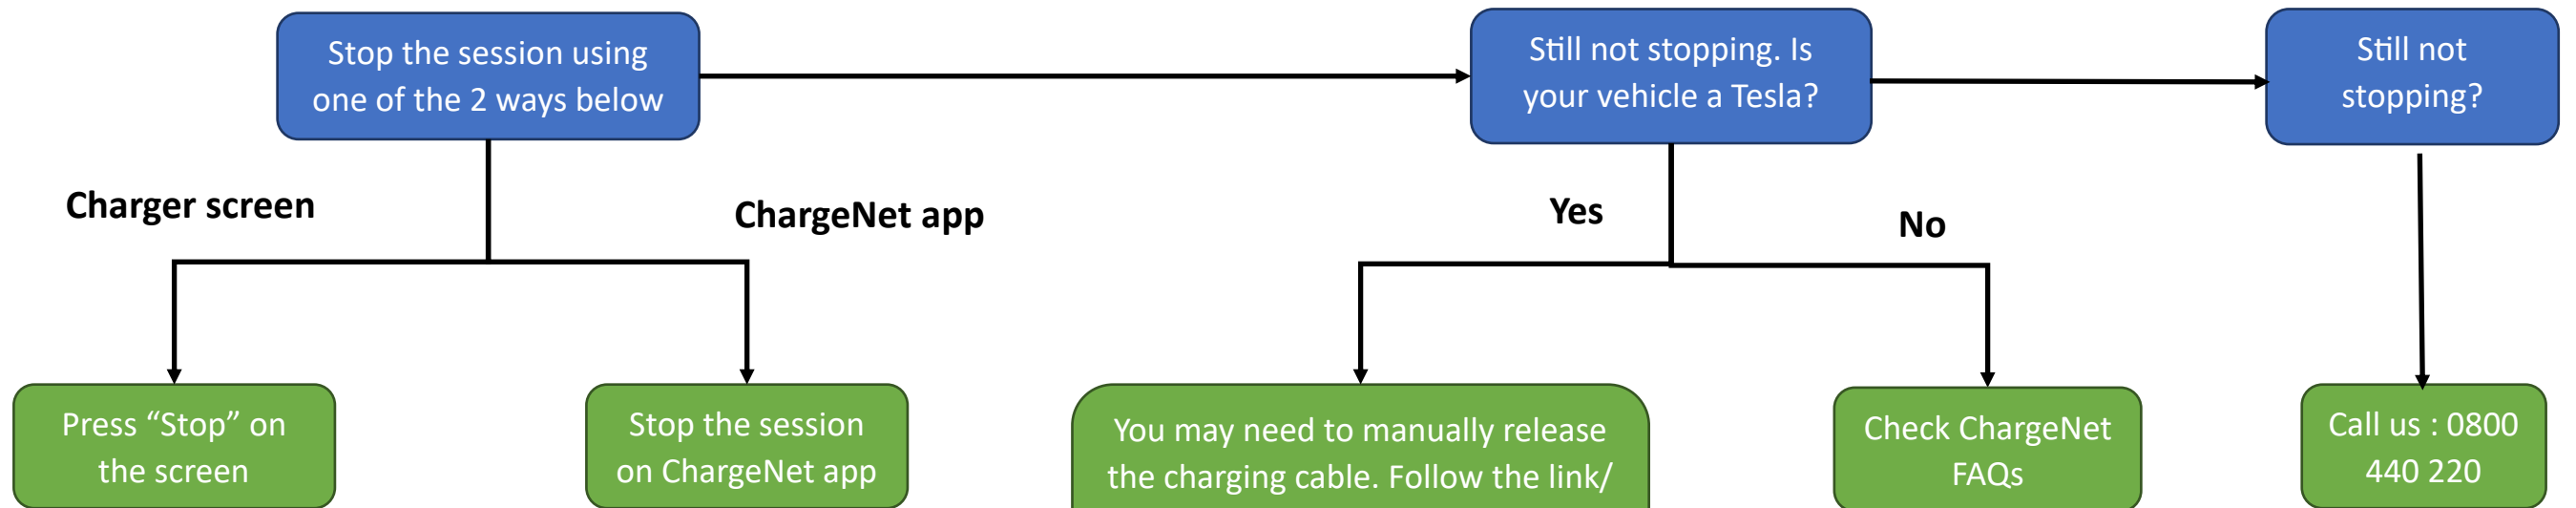 Stop the session using
one of the 2 ways below
Still not stopping. Is
your vehicle a Tesla?
Still not
stopping?
Charger screen
ChargeNet app
Yes
No
Press “Stop” on
the screen
Stop the session
on ChargeNet app
You may need to manually release
the charging cable. Follow the link/
Check ChargeNet
FAQs
Call us : 0800
440 220